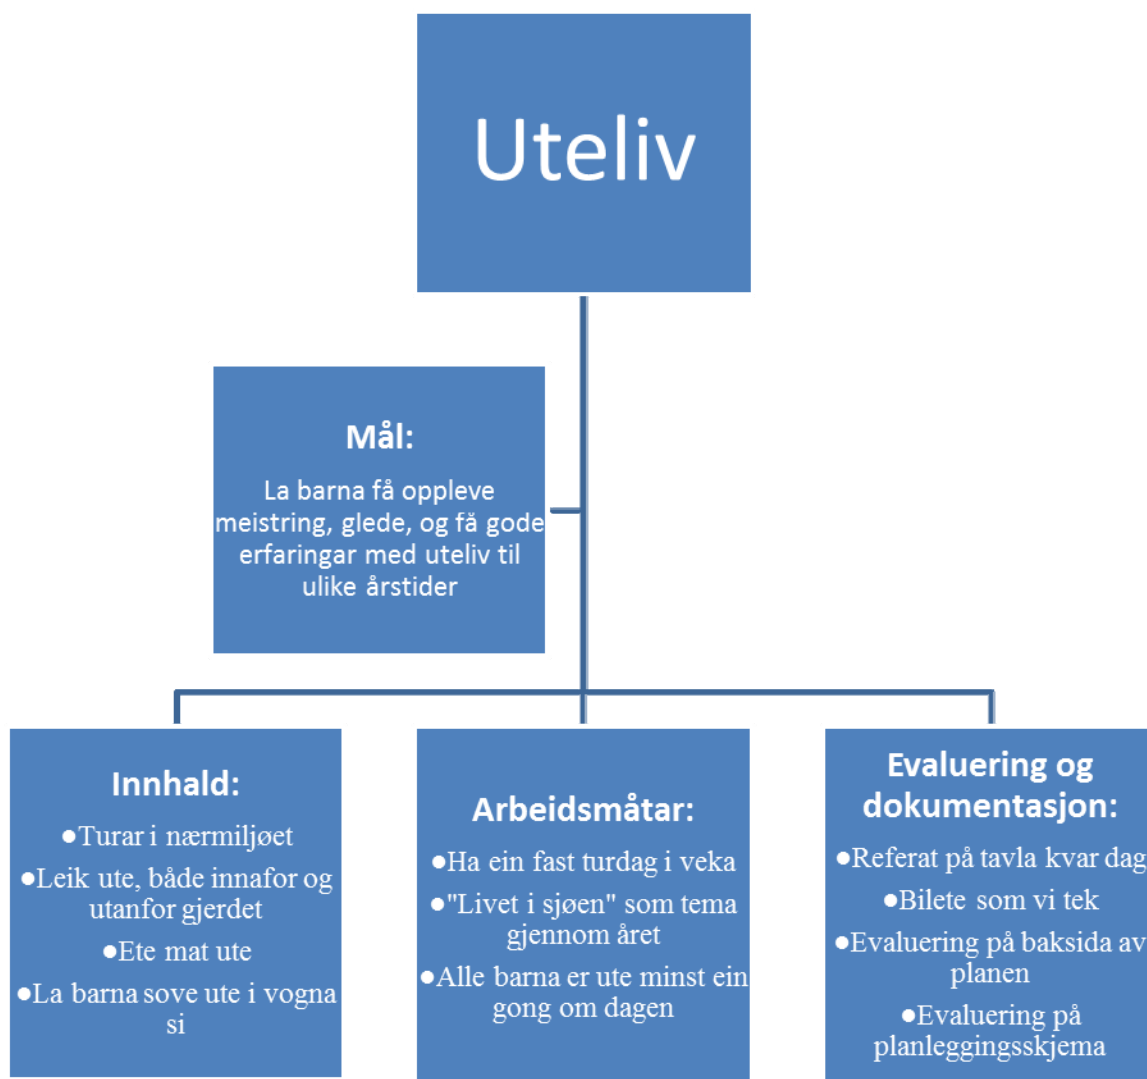 Uteliv
Mål:
La barna få oppleve
meistring, glede, og få gode
erfaringar med uteliv til
ulike årstider
Innhald:
●Turar i nærmiljøet
●Leik ute, både innafor og
utanfor gjerdet
●Ete mat ute
●La barna sove ute i vogna
si
Arbeidsmåtar:
●Ha ein fast turdag i veka
●"Livet i sjøen" som tema
gjennom året
●Alle barna er ute minst ein
gong om dagen
Evaluering og
dokumentasjon:
●Referat på tavla kvar dag
●Bilete som vi tek
●Evaluering på baksida av
planen
●Evaluering på
planleggingsskjema